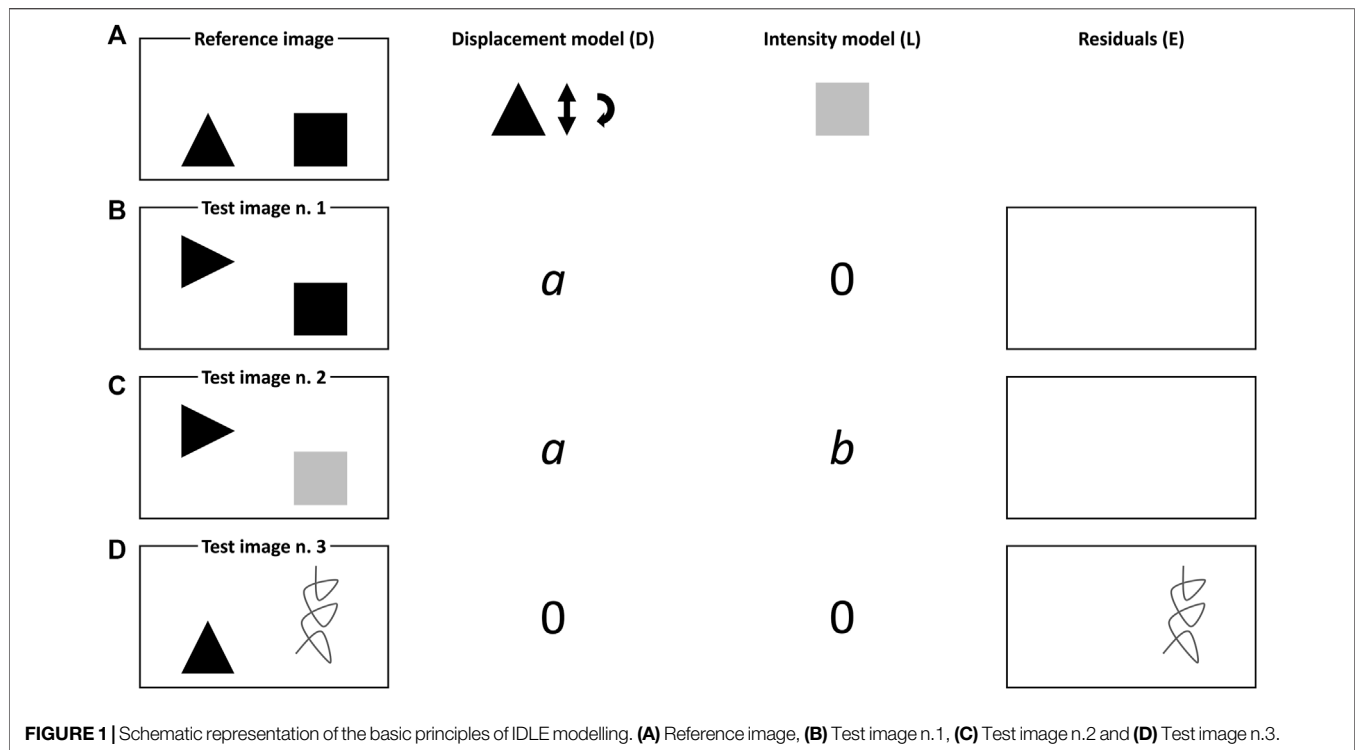 A
Reference image
Displacement model (D)
Intensity model (L)
Residuals (E)
B
Test image n. 1
a
0
C
Test image n. 2
a
b
D
Test image n. 3
0
0
FIGURE 1 | Schematic representation of the basic principles of IDLE modelling. (A) Reference image, (B) Test image n.1, (C) Test image n.2 and (D) Test image n.3.